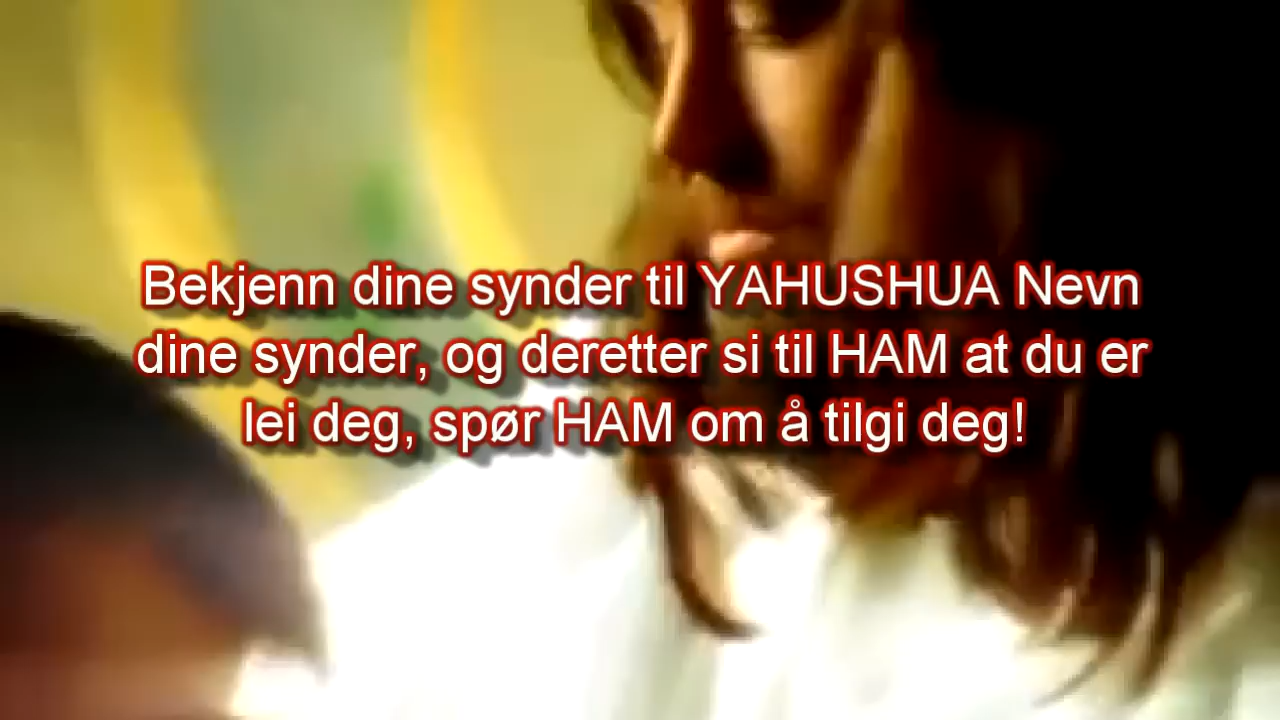 Bekjenn dine synder til YAHUSHUA Nevn
dine synder, og deretter si til HAM at du er
lei deg, spør HAM om å tilgi deg!